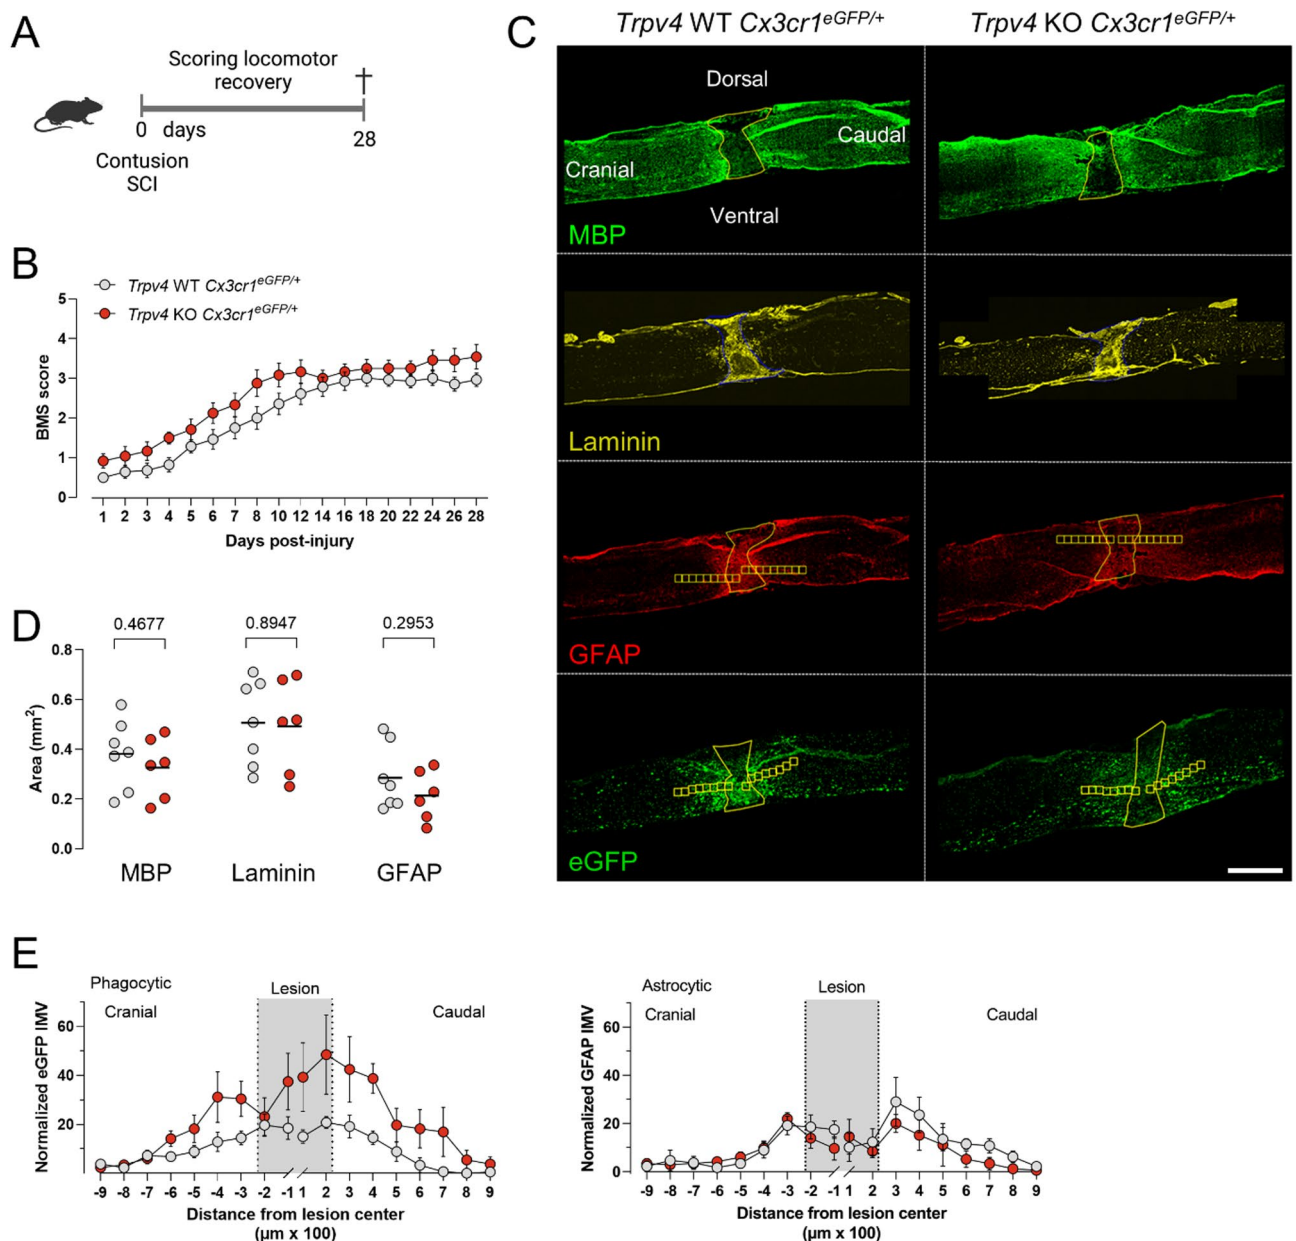 A
Scoring locomotor
recovery
†
0 days
28
Contusion
SCI
B
Trpv4 WT Cx3cr1eGFP/+
Trpv4 KO Cx3cr1eGFP/+
5
4
3
2
1
0
BMS score
1 2 3 4 5 6 7 8 10 12 14 16 18 20 22 24 26 28
Days post-injury
C
Trpv4 WT Cx3cr1eGFP/+
Trpv4 KO Cx3cr1eGFP/+
Dorsal
Caudal
Cranial
Ventral
MBP
Laminin
GFAP
eGFP
D
0.4677
0.8947
0.2953
0.8
0.6
0.4
0.2
0.0
Area (mm²)
MBP
Laminin
GFAP
E
Phagocytic
Lesion
Cranial
Caudal
60
40
20
Normalized eGFP IMV
-9 -8 -7 -6 -5 -4 -3 -2 -1 1 2 3 4 5 6 7 8 9
Distance from lesion center
(µm x 100)
Astrocytic
Lesion
Cranial
Caudal
60
40
20
0
Normalized GFAP IMV
-9 -8 -7 -6 -5 -4 -3 -2 -1 1 2 3 4 5 6 7 8 9
Distance from lesion center
(µm x 100)